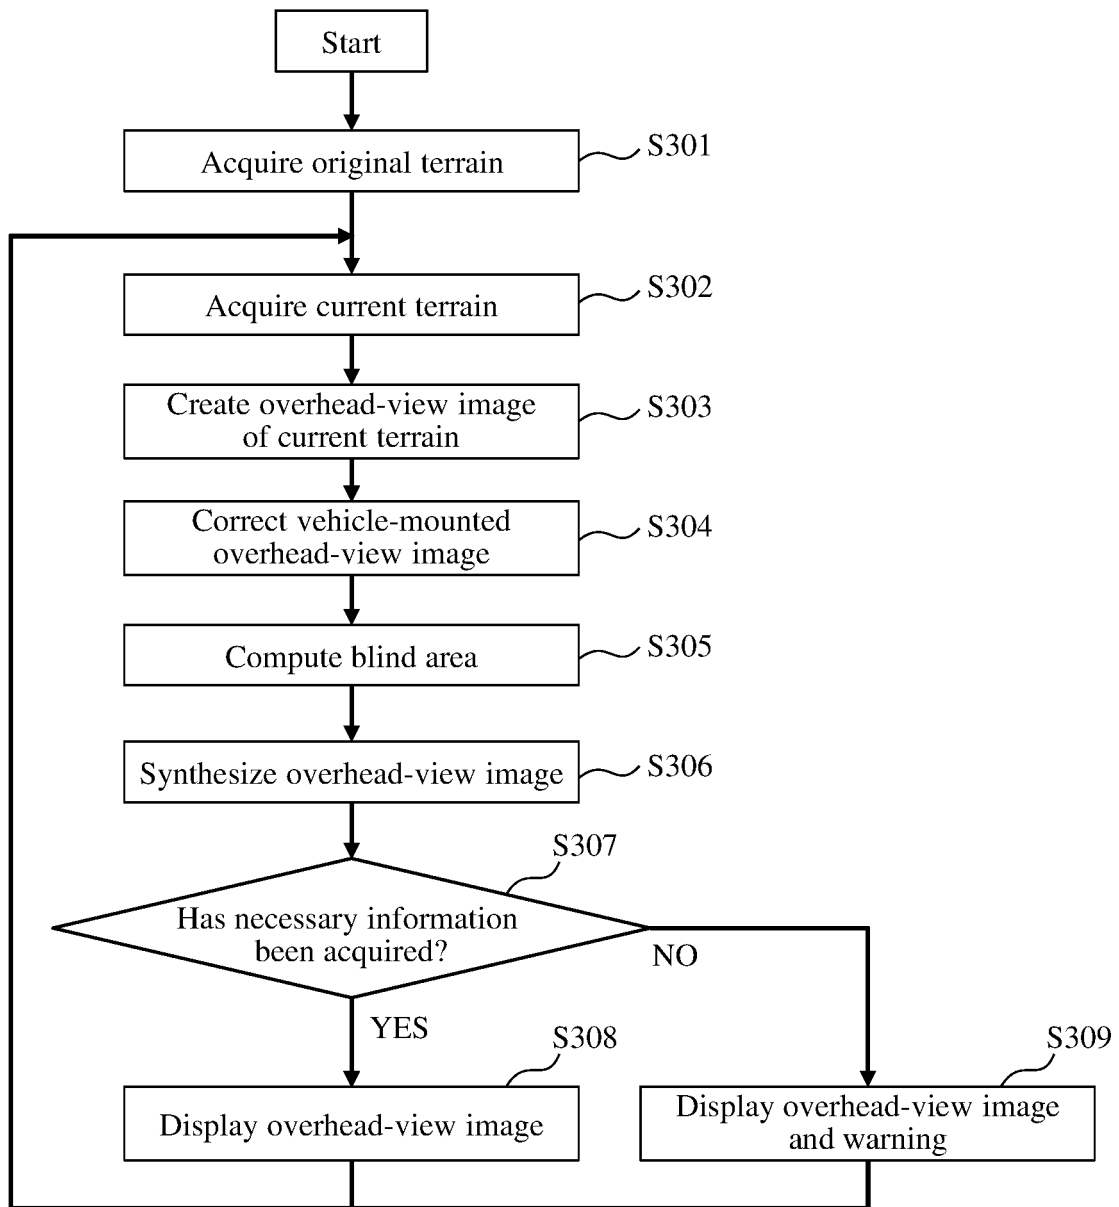 Start
Acquire original terrain
S301
Acquire current terrain
S302
Create overhead-view image
of current terrain
S303
Correct vehicle-mounted
overhead-view image
S304
Compute blind area
S305
Synthesize overhead-view image
S306
S307
Has necessary information
been acquired?
NO
YES
S308
Display overhead-view image
S309
Display overhead-view image
and warning